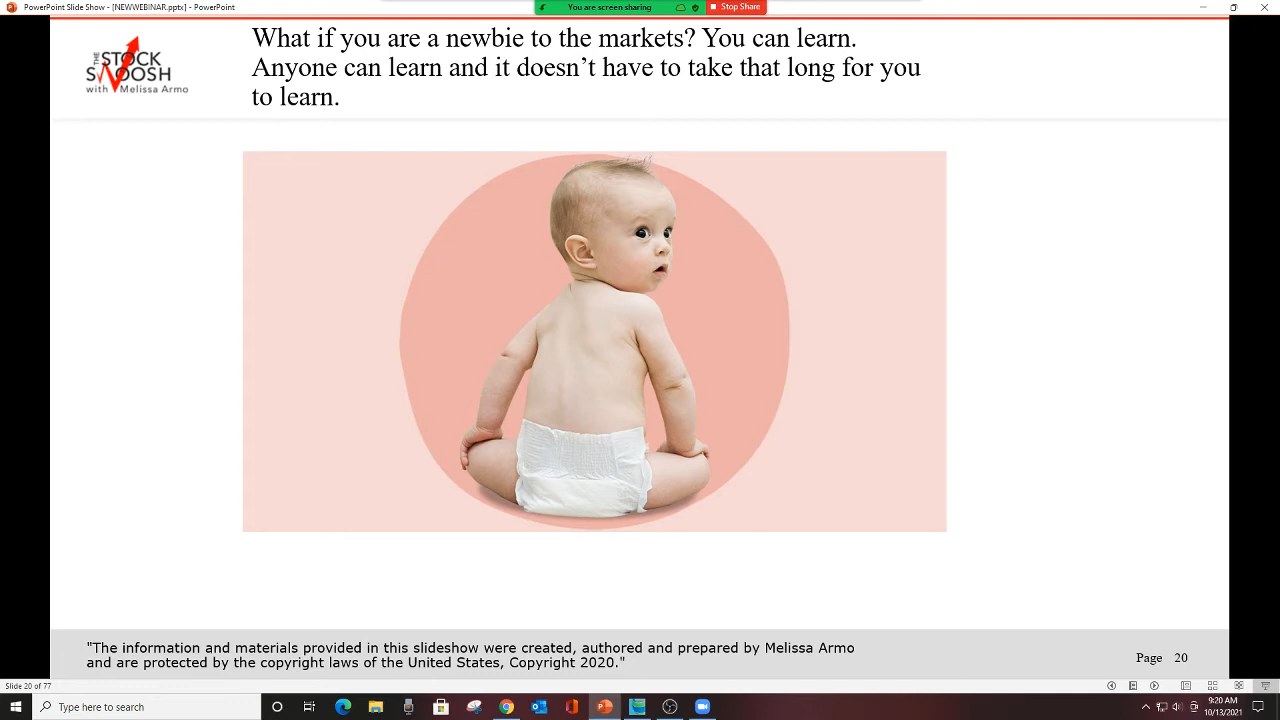 PowerPoint Slide Show - [NEWWEBINAR.pptx] - PowerPoint
You are screen sharing
Stop Share
THE STOCK
SWOOSH
with Melissa Armo
What if you are a newbie to the markets? You can learn.
Anyone can learn and it doesn't have to take that long for you
to learn.
"The information and materials provided in this slideshow were created, authored and prepared by Melissa Armo
and are protected by the copyright laws of the United States, Copyright 2020."
Page 20
Slide 20 of 77
Type here to search
9:20 AM
10/13/2021